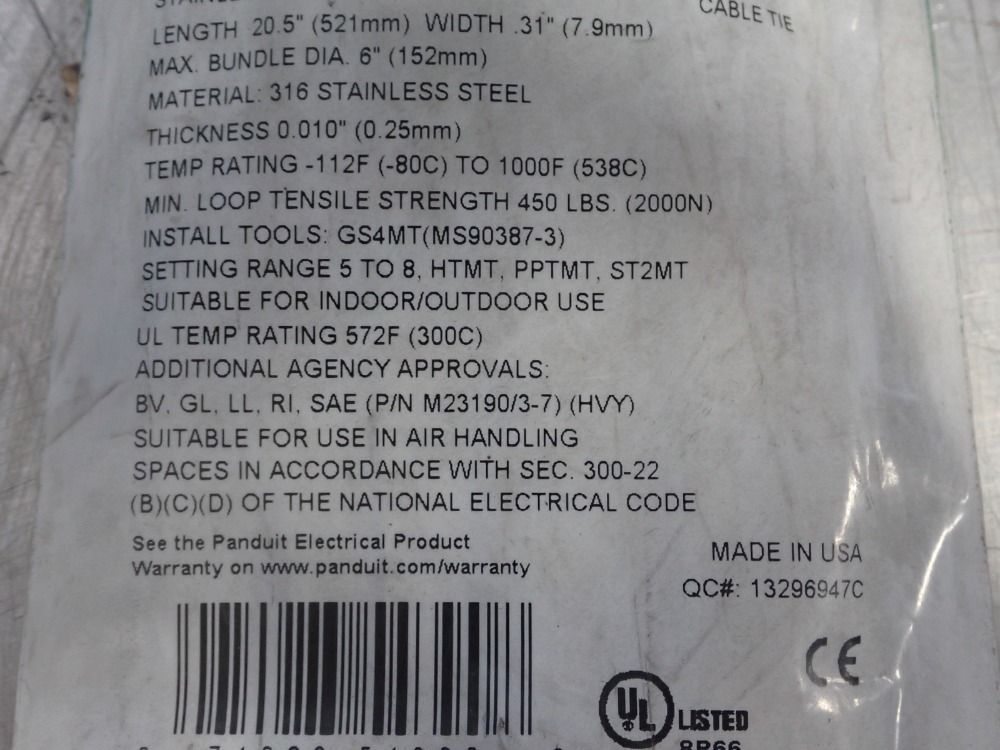 CABLE TIE
LENGTH 20.5" (521mm) WIDTH .31" (7.9mm)
MAX. BUNDLE DIA. 6" (152mm)
MATERIAL: 316 STAINLESS STEEL
THICKNESS 0.010" (0.25mm)
TEMP RATING -112F (-80C) TO 1000F (538C)
MIN. LOOP TENSILE STRENGTH 450 LBS. (2000N)
INSTALL TOOLS: GS4MT(MS90387-3)
SETTING RANGE 5 TO 8, HTMT, PPTMT, ST2MT
SUITABLE FOR INDOOR/OUTDOOR USE
UL TEMP RATING 572F (300C)
ADDITIONAL AGENCY APPROVALS:
BV, GL, LL, RI, SAE (P/N M23190/3-7) (HVY)
SUITABLE FOR USE IN AIR HANDLING
SPACES IN ACCORDANCE WITH SEC. 300-22
(B)(C)(D) OF THE NATIONAL ELECTRICAL CODE
See the Panduit Electrical Product
Warranty on www.panduit.com/warranty
MADE IN USA
QC#: 13296947C
CE
UL LISTED